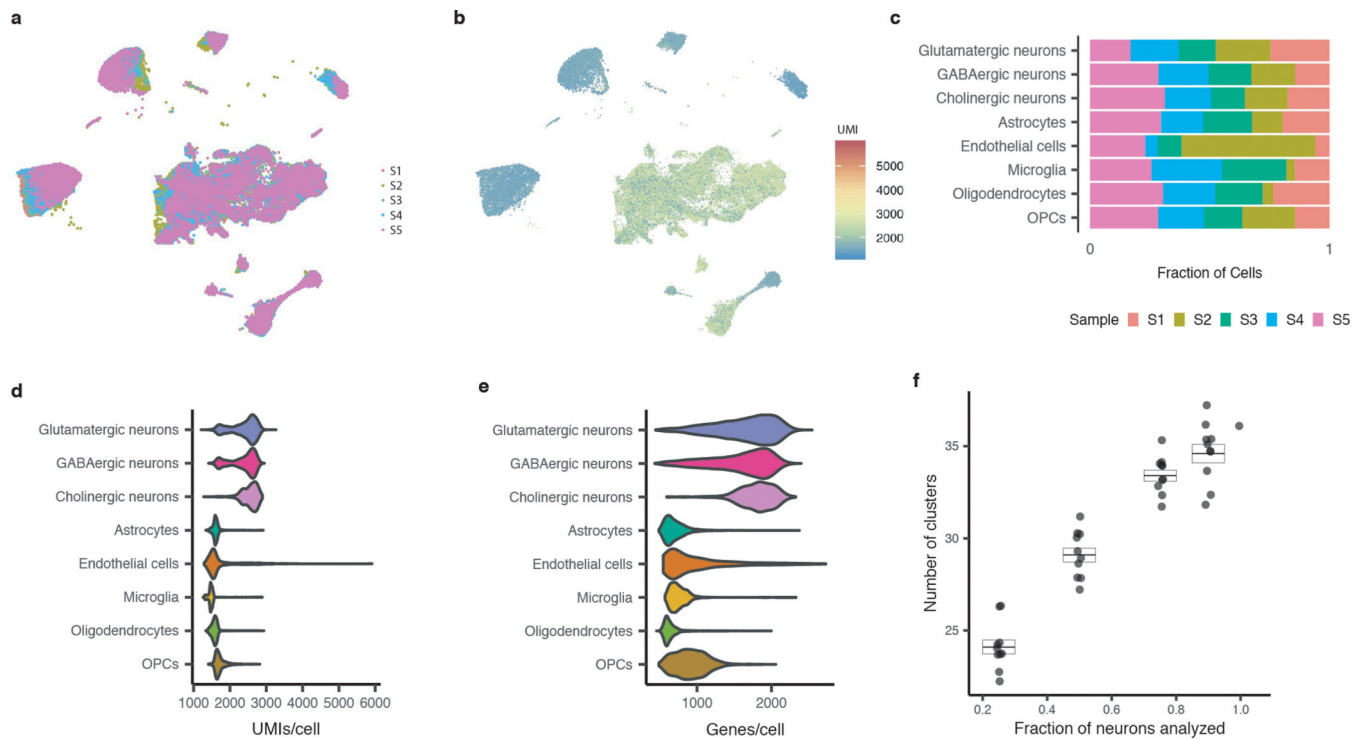 a
S1
S2
S3
S4
S5
b
UMI
5000
4000
3000
2000
c
Glutamatergic neurons
GABAergic neurons
Cholinergic neurons
Astrocytes
Endothelial cells
Microglia
Oligodendrocytes
OPCs
0 1
Fraction of Cells
Sample S1 S2 S3 S4 S5
d
Glutamatergic neurons
GABAergic neurons
Cholinergic neurons
Astrocytes
Endothelial cells
Microglia
Oligodendrocytes
OPCs
1000 2000 3000 4000 5000 6000
UMIs/cell
e
Glutamatergic neurons
GABAergic neurons
Cholinergic neurons
Astrocytes
Endothelial cells
Microglia
Oligodendrocytes
OPCs
1000 2000
Genes/cell
f
Number of clusters
35
30
25
0.2 0.4 0.6 0.8 1.0
Fraction of neurons analyzed